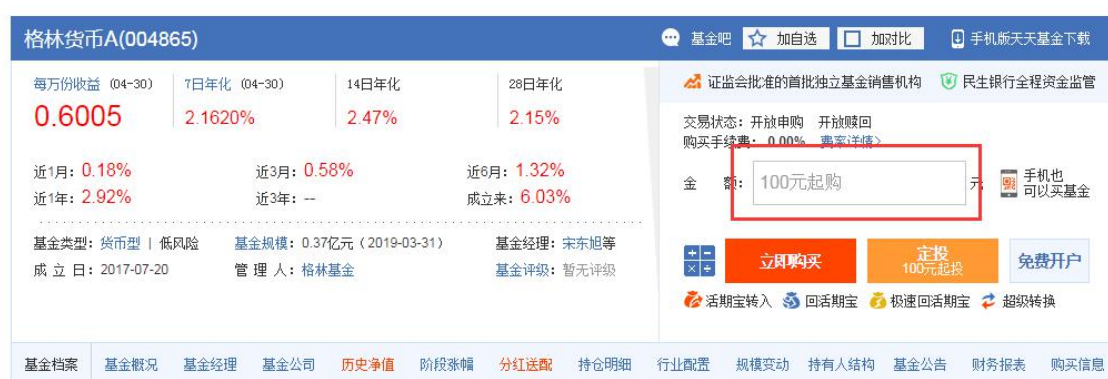 格林货币A(004865)
基金吧 加自选 加对比 手机版天天基金下载
每万份收益 (04-30) 7日年化 (04-30) 14日年化 28日年化
0.6005 2.1620% 2.47% 2.15%
近1月: 0.18% 近3月: 0.58% 近6月: 1.32%
近1年: 2.92% 近3年: -- 成立来: 6.03%
基金类型: 货币型 | 低风险 基金规模: 0.37亿元 (2019-03-31) 基金经理: 宋东旭等
成 立 日: 2017-07-20 管 理 人: 格林基金 基金评级: 暂无评级
证监会批准的首批独立基金销售机构 民生银行全程资金监管
交易状态: 开放申购 开放赎回
购买手续费: 0.00% 费率详情>
金 额: 100元起购 元 手机也
可以买基金
立即购买 定投 免费开户
100元起投
活期宝转入 回活期宝 极速回活期宝 超级转换
基金档案 基金概况 基金经理 基金公司 历史净值 阶段涨幅 分红送配 持仓明细 行业配置 规模变动 持有人结构 基金公告 财务报表 购买信息